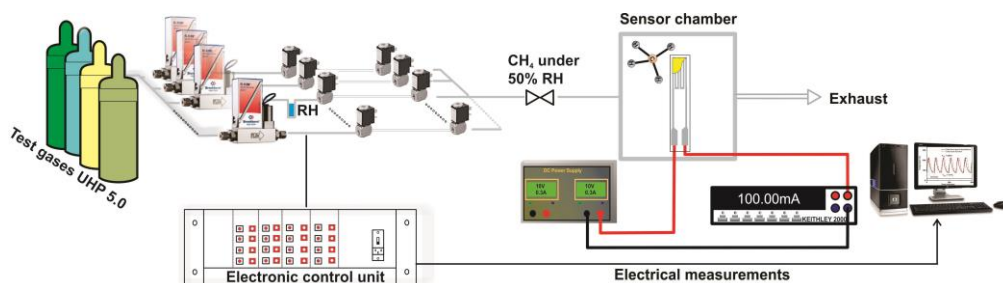 Sensor chamber
CH₄ under
50% RH
RH
Exhaust
Test gases UHP 5.0
DC Power Supply
10V
0.3A
10V
0.3A
100.00mA
KEITHLEY 2000
Electronic control unit
Electrical measurements